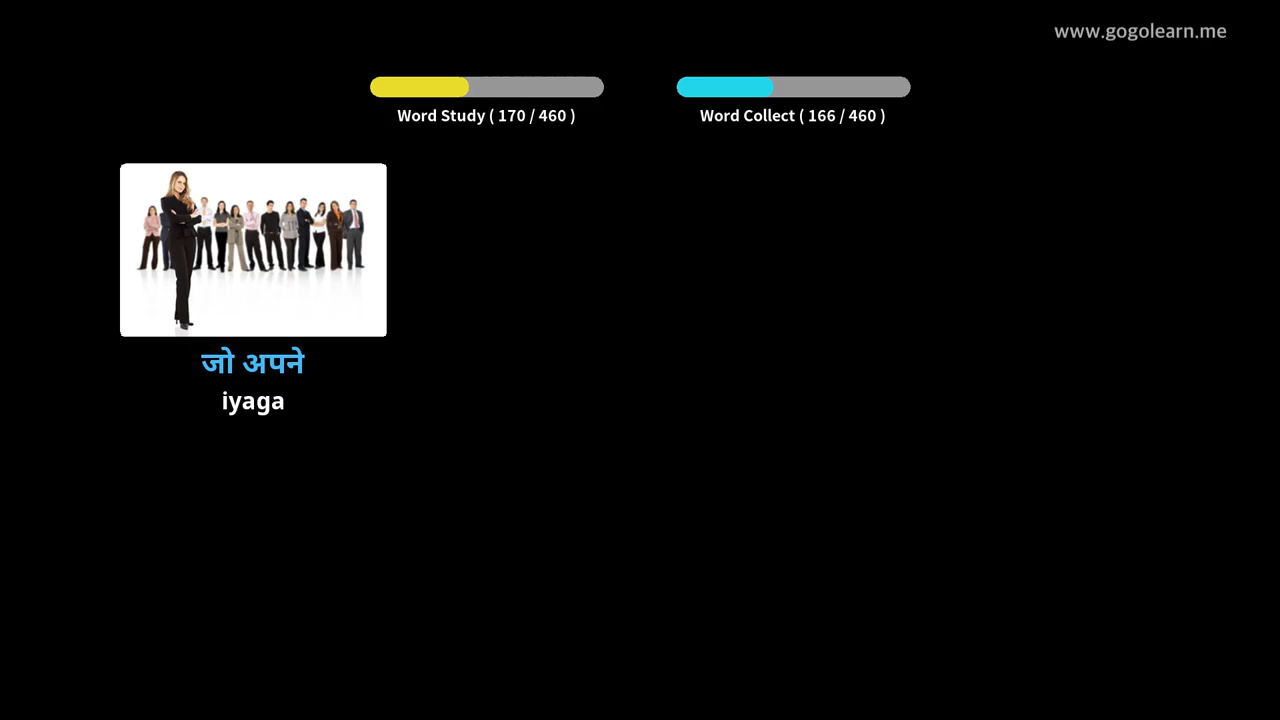 www.gogolearn.me
Word Study ( 170 / 460 )
Word Collect ( 166 / 460 )
जो अपने
iyaga